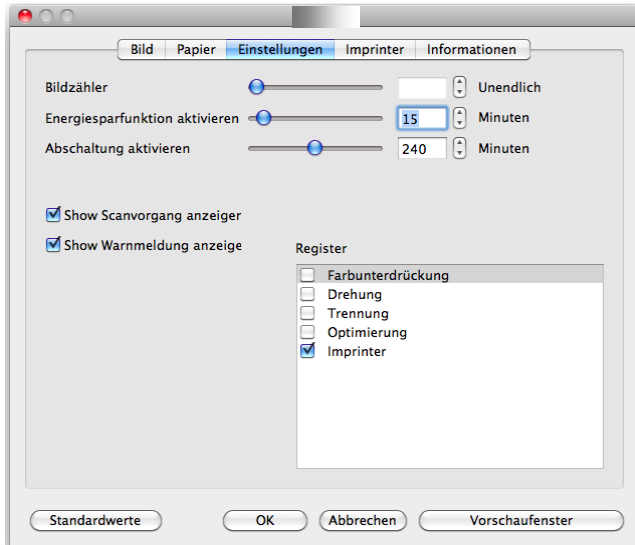 Bild Papier Einstellungen Imprinter Informationen
Bildzähler Unendlich
Energiesparfunktion aktivieren 15 Minuten
Abschaltung aktivieren 240 Minuten
Show Scanvorgang anzeiger
Show Warnmeldung anzeige
Register
Farbunterdrückung
Drehung
Trennung
Optimierung
Imprinter
Standardwerte OK Abbrechen Vorschaufenster